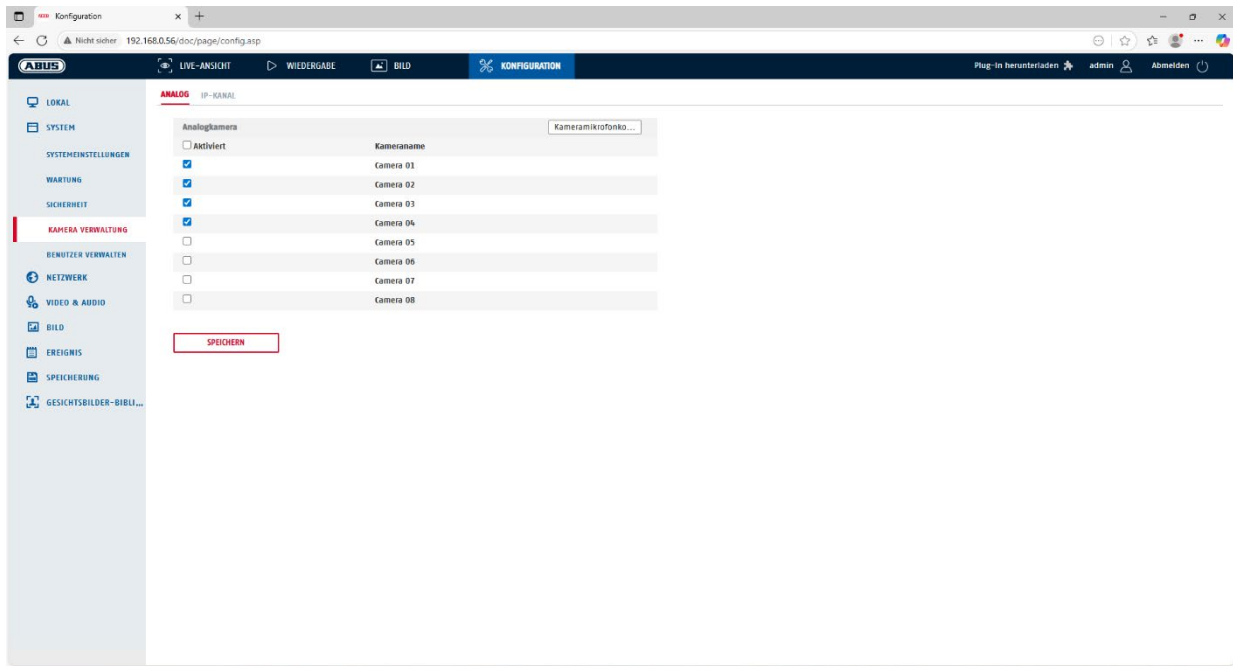 Konfiguration
Nicht sicher 192.168.0.56/doc/page/config.asp
ABUS LIVE-ANSICHT WIEDERGABE BILD KONFIGURATION Plug-In herunterladen admin Abmelden
LOKAL
SYSTEM
SYSTEMEINSTELLUNGEN
WARTUNG
SICHERHEIT
KAMERA VERWALTUNG
BENUTZER VERWALTEN
NETZWERK
VIDEO & AUDIO
BILD
EREIGNIS
SPEICHERUNG
GESICHTSBILDER-BIBLI...
ANALOG IP-KANAL
Analogkamera Kameramikrofonko...
Aktiviert Kameraname
Camera 01
Camera 02
Camera 03
Camera 04
Camera 05
Camera 06
Camera 07
Camera 08
SPEICHERN